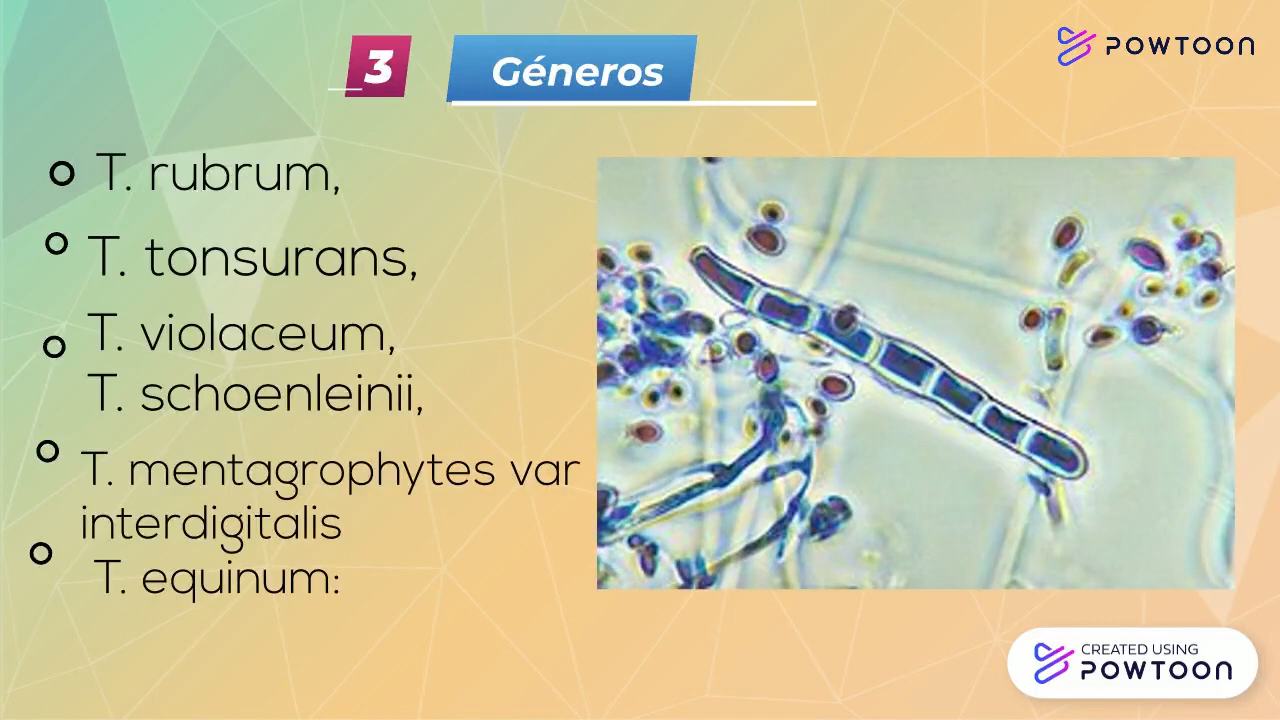 3
Géneros
POWTOON
T. rubrum,
T. tonsurans,
T. violaceum,
T. schoenleinii,
T. mentagrophytes var
interdigitalis
T. equinum:
CREATED USING
POWTOON